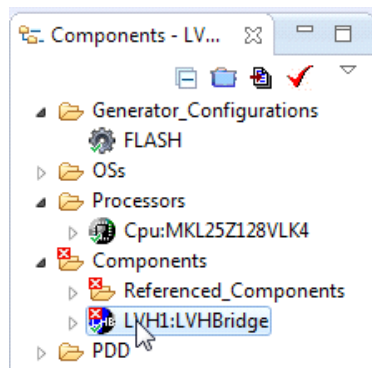 Components - LV...
Generator_Configurations
FLASH
OSs
Processors
Cpu:MKL25Z128VLK4
Components
Referenced_Components
LVH1:LVHBridge
PDD